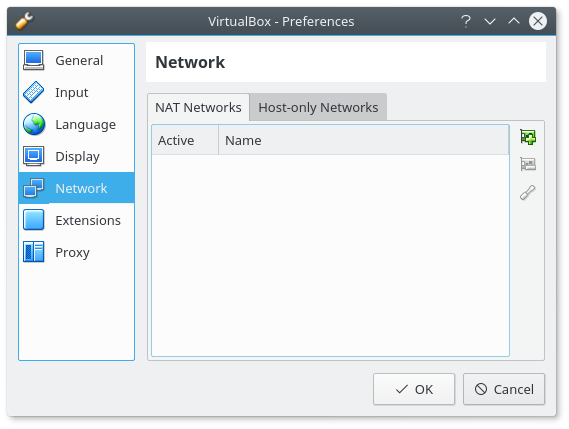 VirtualBox - Preferences
?
General
Input
Language
Display
Network
Extensions
Proxy
Network
NAT Networks Host-only Networks
Active Name
OK Cancel